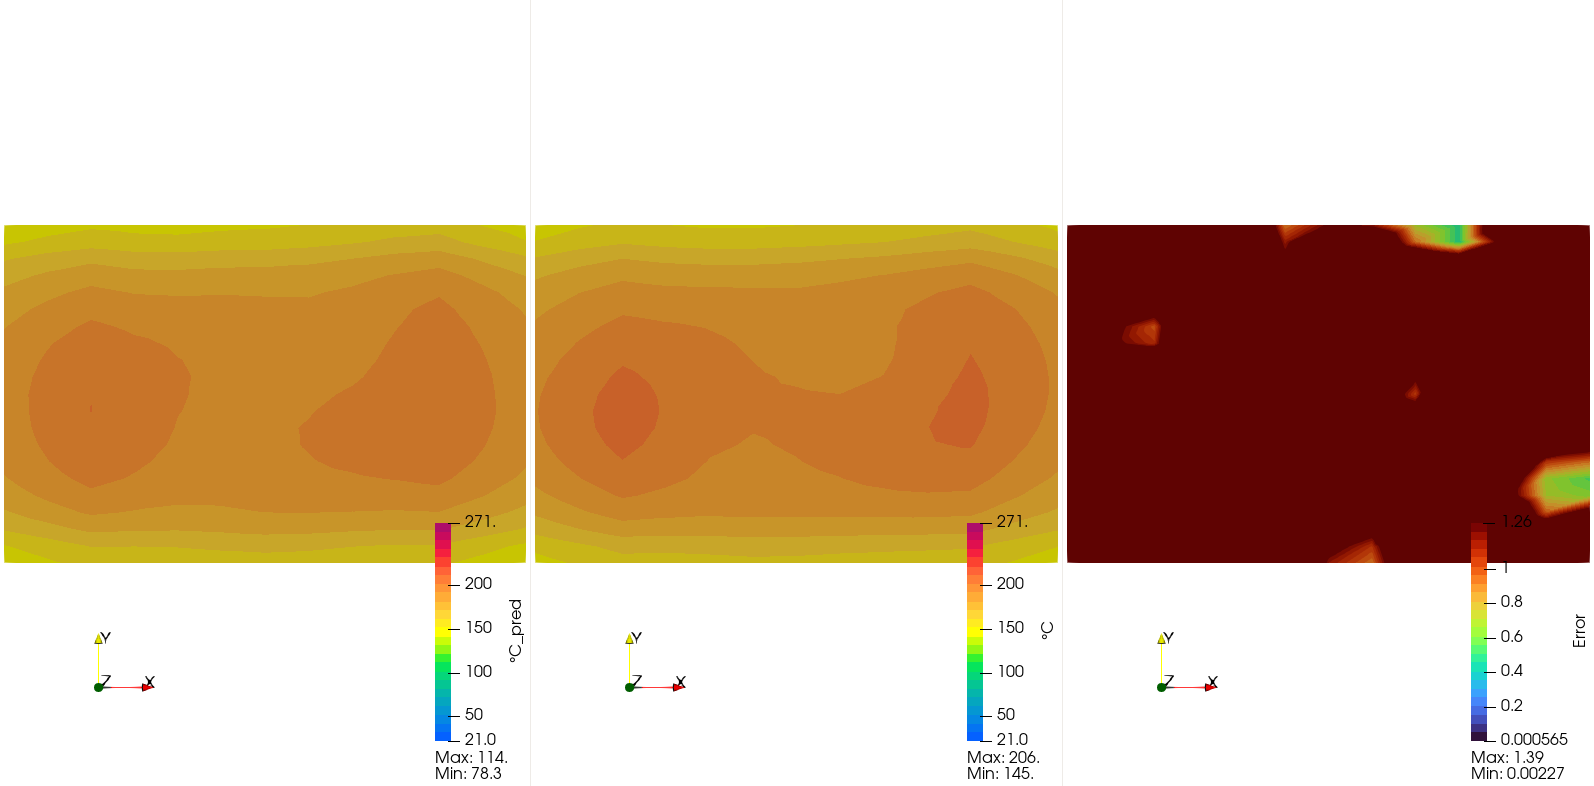 271.
200
150
100
50
21.0
°C_pred
Max: 114.
Min: 78.3
Y
Z
X
271.
200
150
100
50
21.0
°C
Max: 206.
Min: 145.
Y
Z
X
1.26
1
0.8
0.6
0.4
0.2
0.000565
Error
Max: 1.39
Min: 0.00227
Y
Z
X